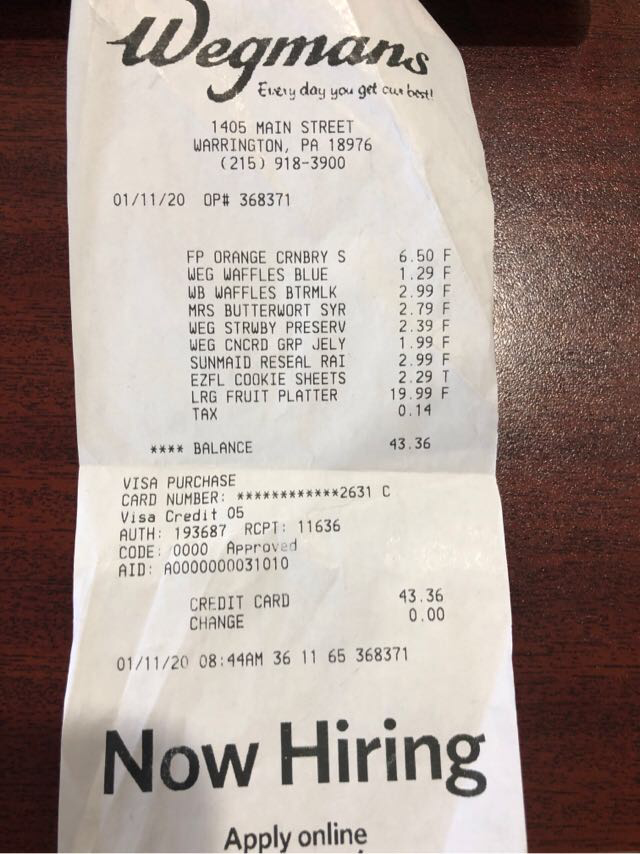 Wegmans
Every day you get our best!
1405 MAIN STREET
WARRINGTON, PA 18976
(215) 918-3900
01/11/20 OP# 368371
FP ORANGE CRNBRY S 6.50 F
WEG WAFFLES BLUE 1.29 F
WB WAFFLES BTRMLK 2.99 F
MRS BUTTERWORT SYR 2.79 F
WEG STRWBY PRESERV 2.39 F
WEG CNCRD GRP JELY 1.99 F
SUNMAID RESEAL RAI 2.99 F
EZFL COOKIE SHEETS 2.29 T
LRG FRUIT PLATTER 19.99 F
TAX 0.14
**** BALANCE 43.36
VISA PURCHASE
CARD NUMBER: ************2631 C
Visa Credit 05
AUTH: 193687 RCPT: 11636
CODE: 0000 Approved
AID: A0000000031010
CREDIT CARD 43.36
CHANGE 0.00
01/11/20 08:44AM 36 11 65 368371
Now Hiring
Apply online